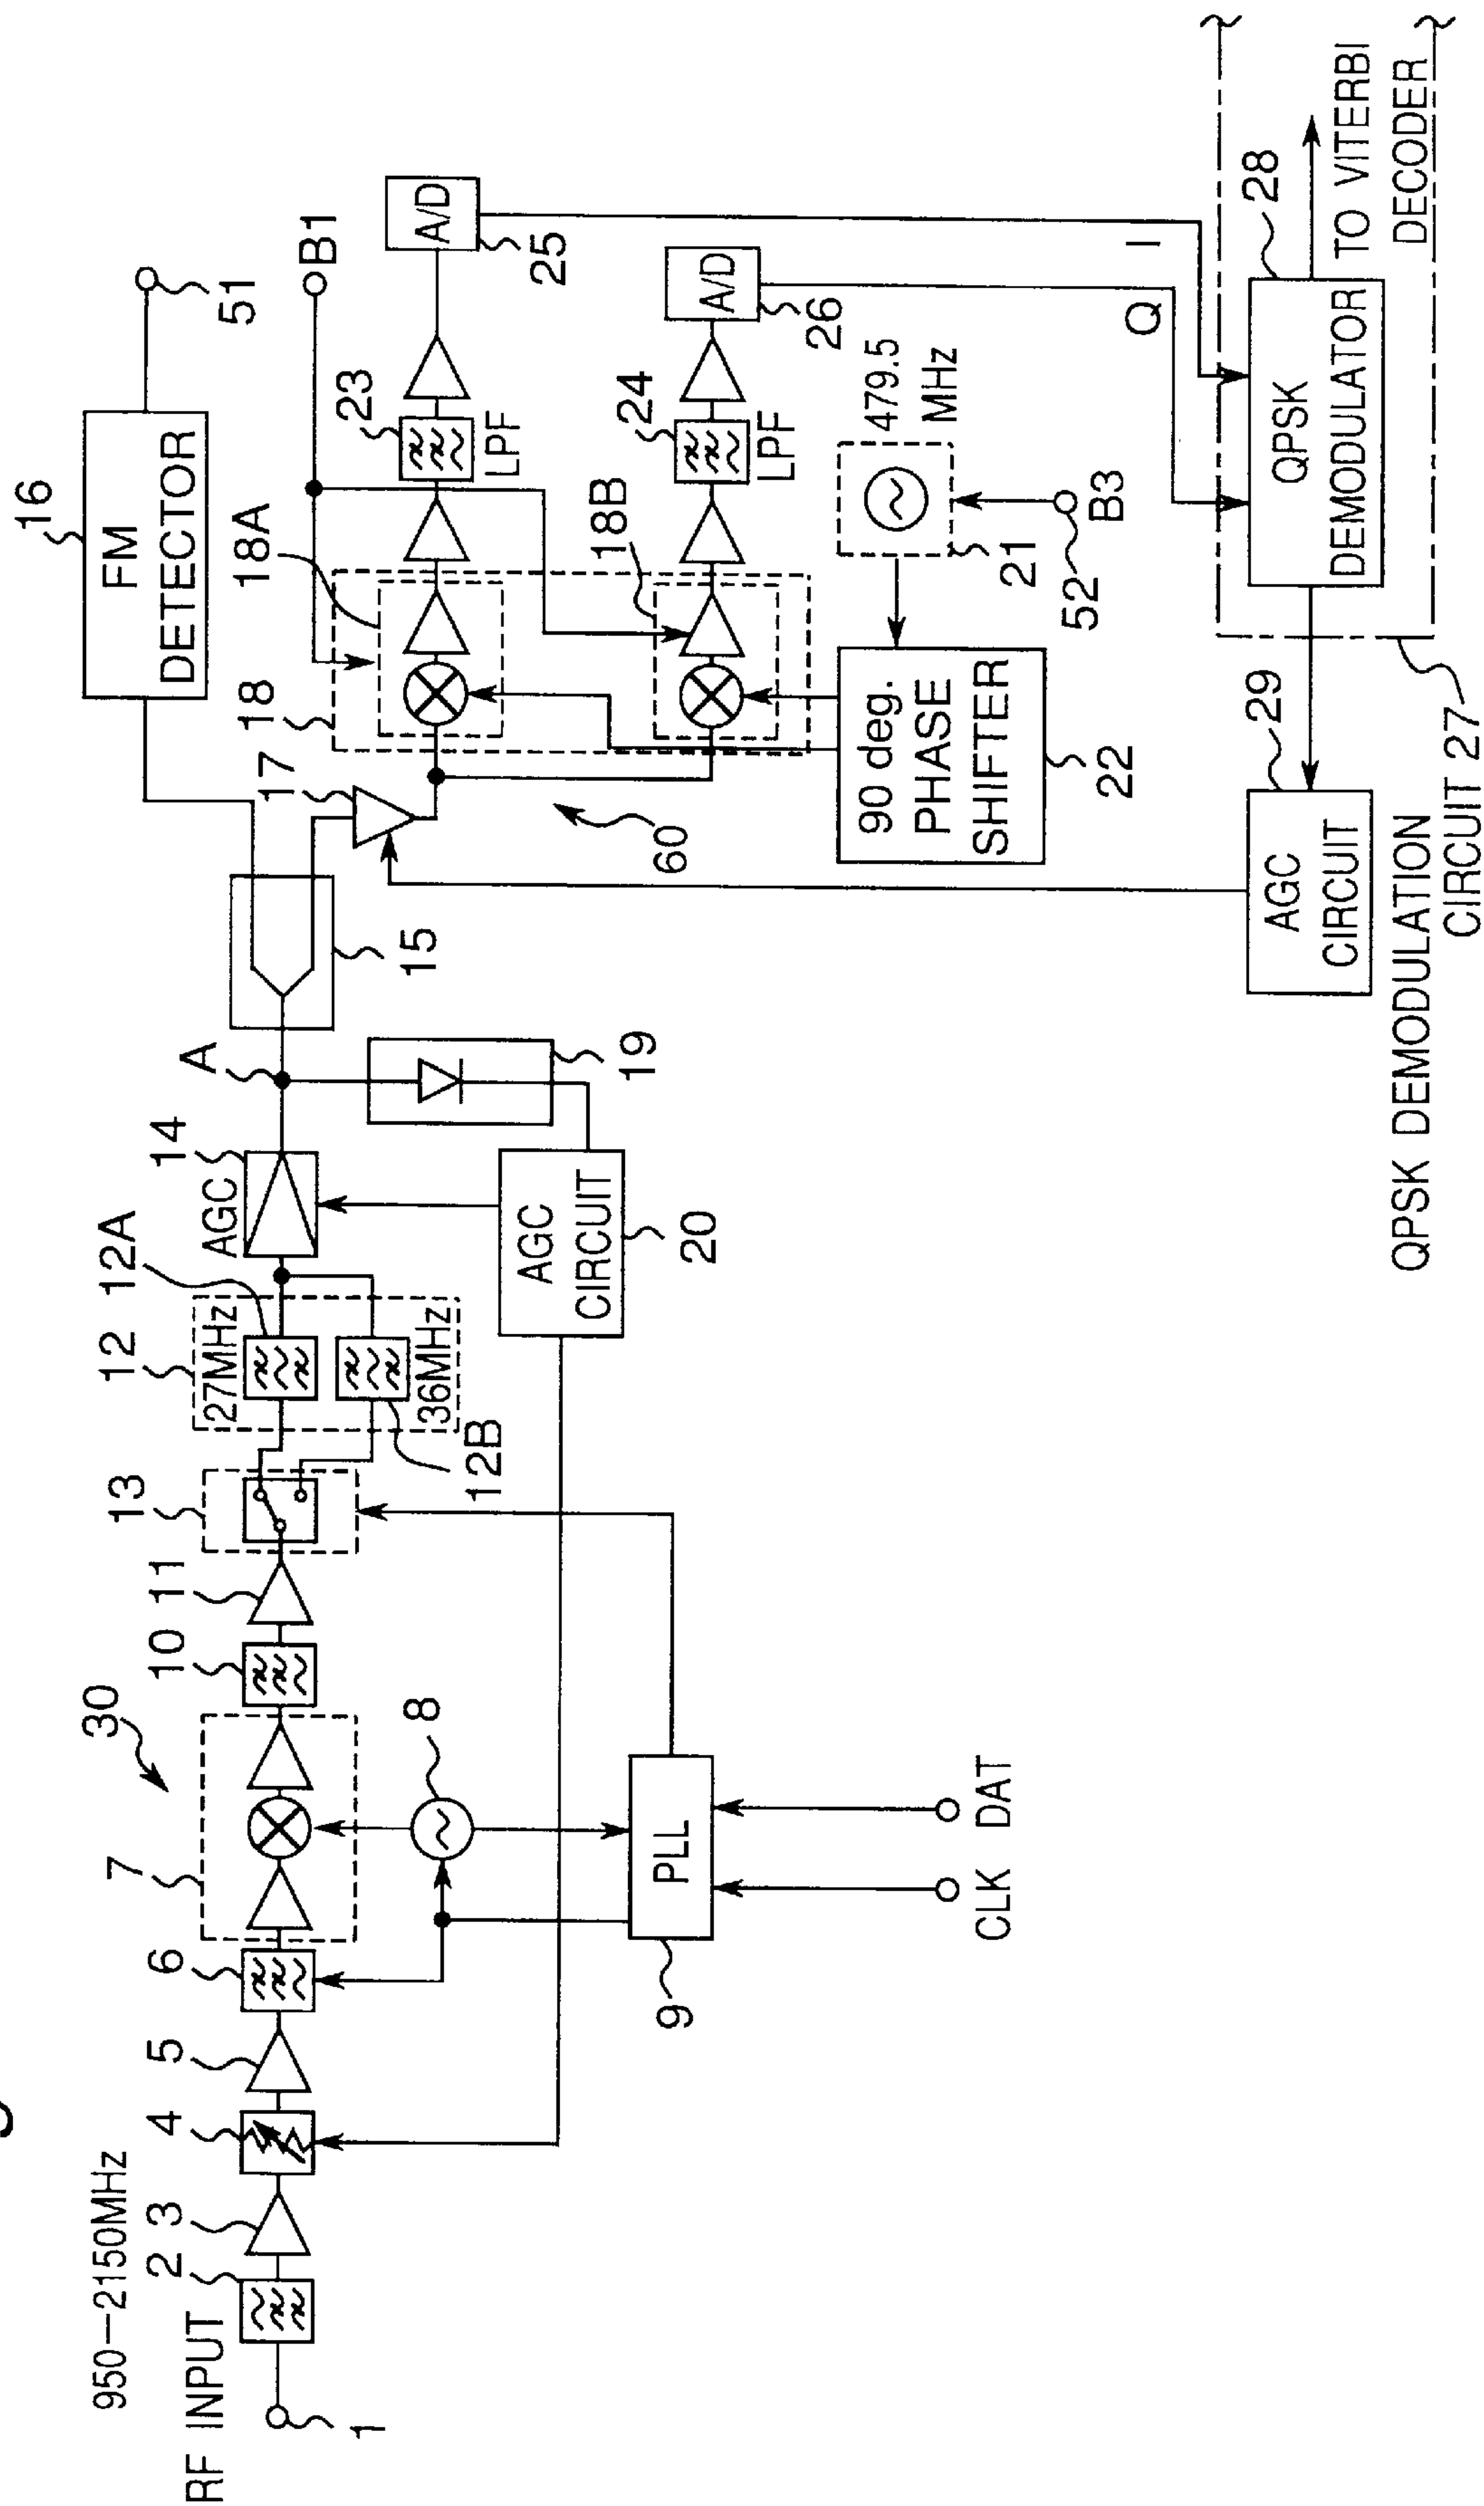 950–2150MHz
RF INPUT
1
2
3
4
5
6
7
30
8
9
PLL
CLK
DAT
10
11
13
12
12A
27MHz
36MHz
12B
AGC
14
A
19
AGC
CIRCUIT
20
15
16
FM
DETECTOR
51
17
18
18A
B1
23
LPF
A/D
25
18B
24
LPF
A/D
26
60
90 deg.
PHASE
SHIFTER
22
479.5
MHz
21
52
B3
I
Q
QPSK
DEMODULATOR
28
TO VITERBI
DECODER
29
AGC
CIRCUIT
QPSK DEMODULATION
CIRCUIT 27